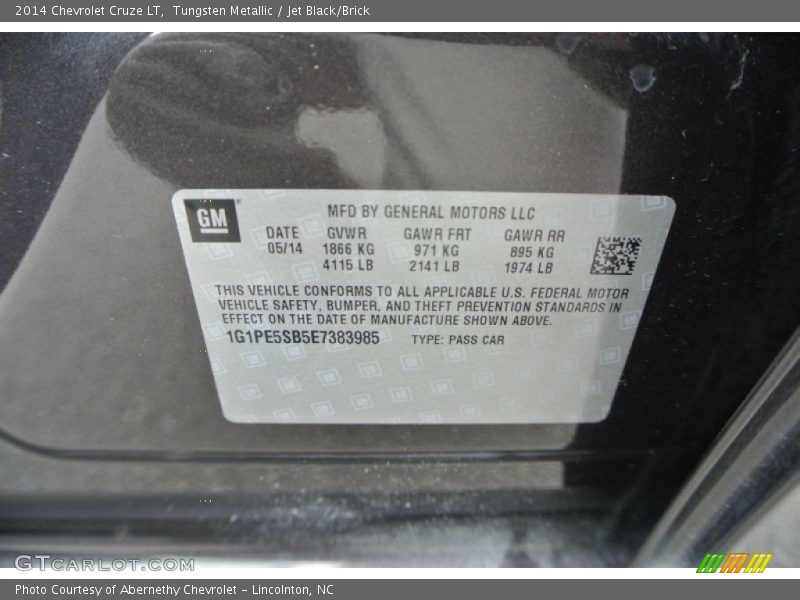 2014 Chevrolet Cruze LT, Tungsten Metallic / Jet Black/Brick
GM
MFD BY GENERAL MOTORS LLC
DATE GVWR GAWR FRT GAWR RR
05/14 1866 KG 971 KG 895 KG
4115 LB 2141 LB 1974 LB
THIS VEHICLE CONFORMS TO ALL APPLICABLE U.S. FEDERAL MOTOR
VEHICLE SAFETY, BUMPER, AND THEFT PREVENTION STANDARDS IN
EFFECT ON THE DATE OF MANUFACTURE SHOWN ABOVE.
1G1PE5SB5E7383985 TYPE: PASS CAR
GTCARLOT.COM
Photo Courtesy of Abernethy Chevrolet – Lincolnton, NC